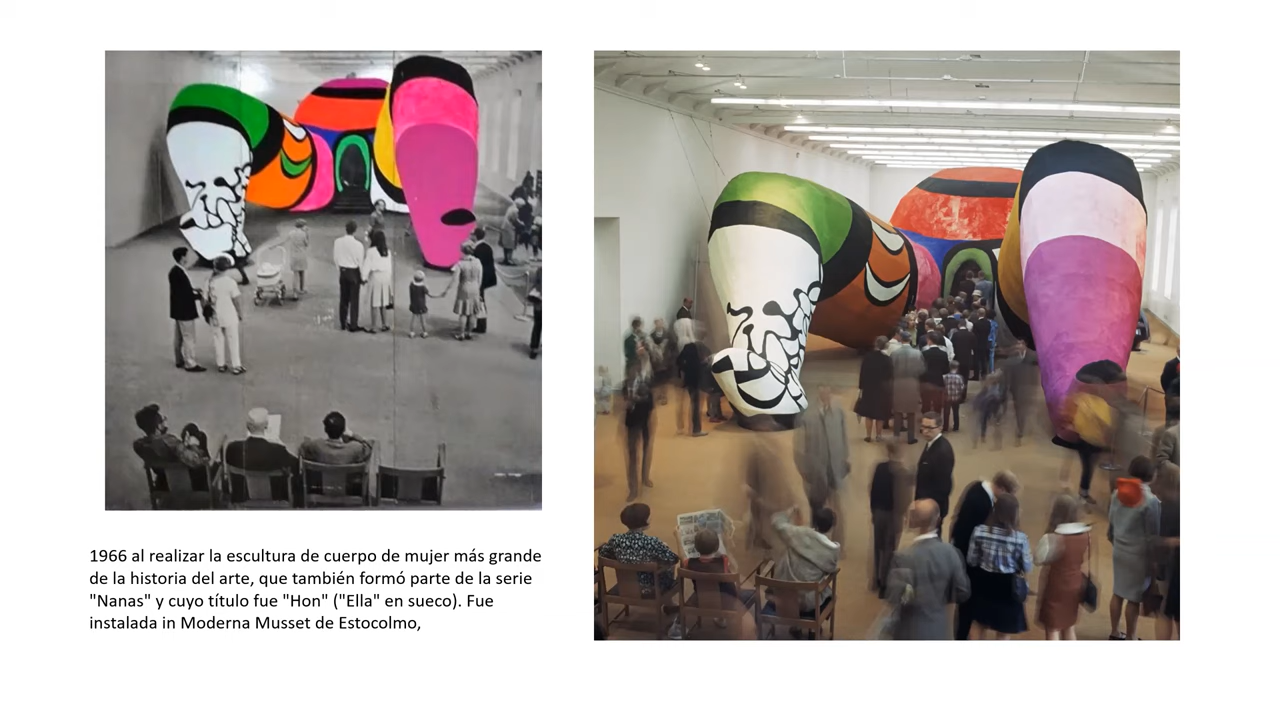 1966 al realizar la escultura de cuerpo de mujer más grande
de la historia del arte, que también formó parte de la serie
"Nanas" y cuyo título fue "Hon" ("Ella" en sueco). Fue
instalada in Moderna Musset de Estocolmo,